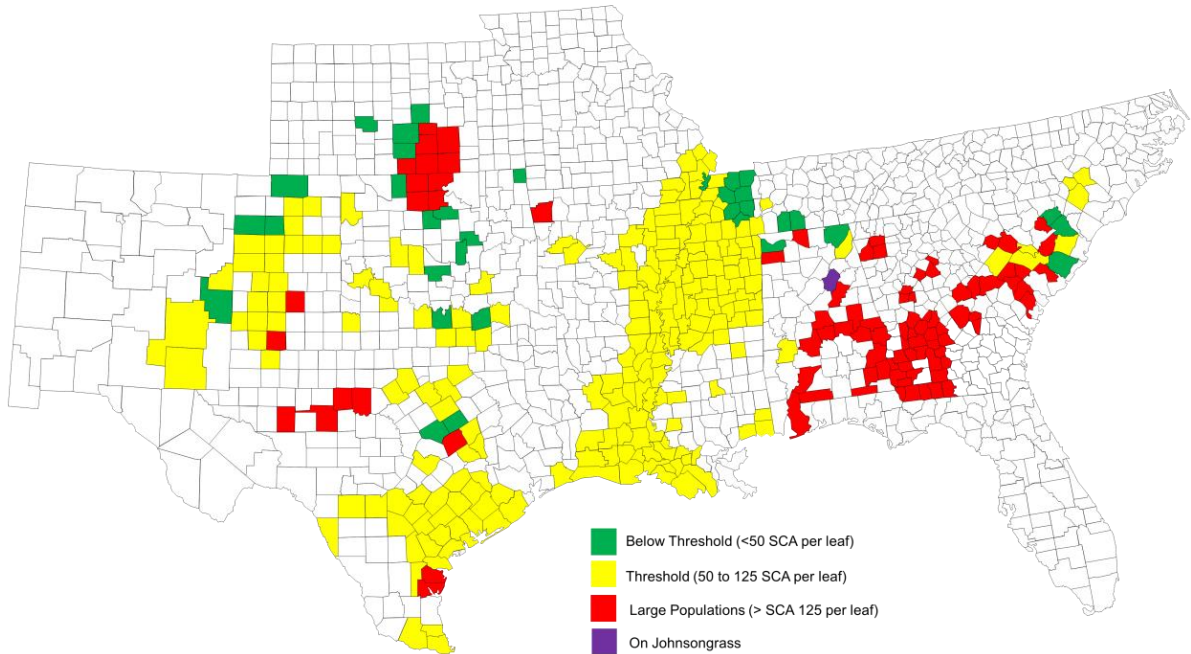 Below Threshold (<50 SCA per leaf)
Threshold (50 to 125 SCA per leaf)
Large Populations (> SCA 125 per leaf)
On Johnsongrass